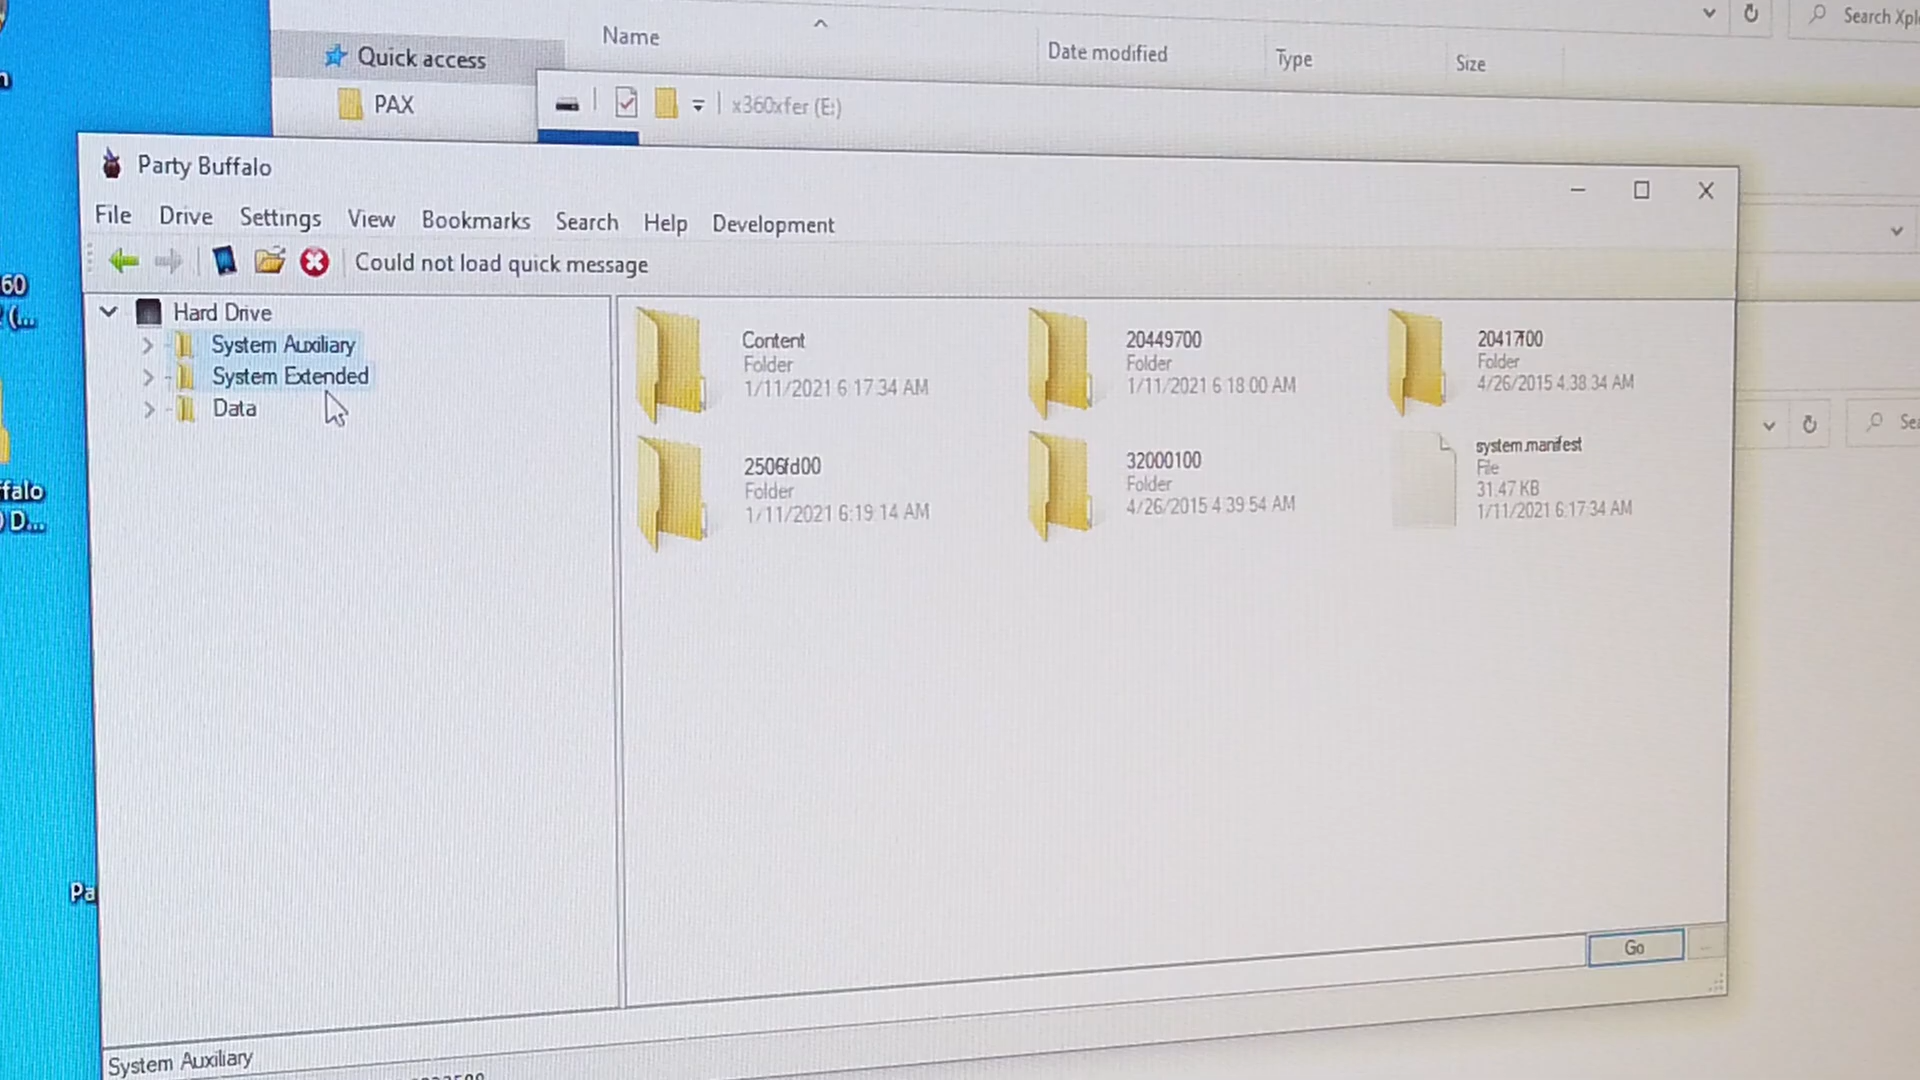 Name
Date modified
Type
Size
Search Xpl
Quick access
PAX
x360xfer (E:)
Party Buffalo
File Drive Settings View Bookmarks Search Help Development
Could not load quick message
Hard Drive
System Auxiliary
System Extended
Data
Content
Folder
1/11/2021 6:17:34 AM
20449700
Folder
1/11/2021 6:18:00 AM
20417f00
Folder
4/26/2015 4:38:34 AM
2506fd00
Folder
1/11/2021 6:19:14 AM
32000100
Folder
4/26/2015 4:39:54 AM
system.manifest
File
31.47 KB
1/11/2021 6:17:34 AM
Go
System Auxiliary
60
(...
ffalo
D...
Pa
Sea